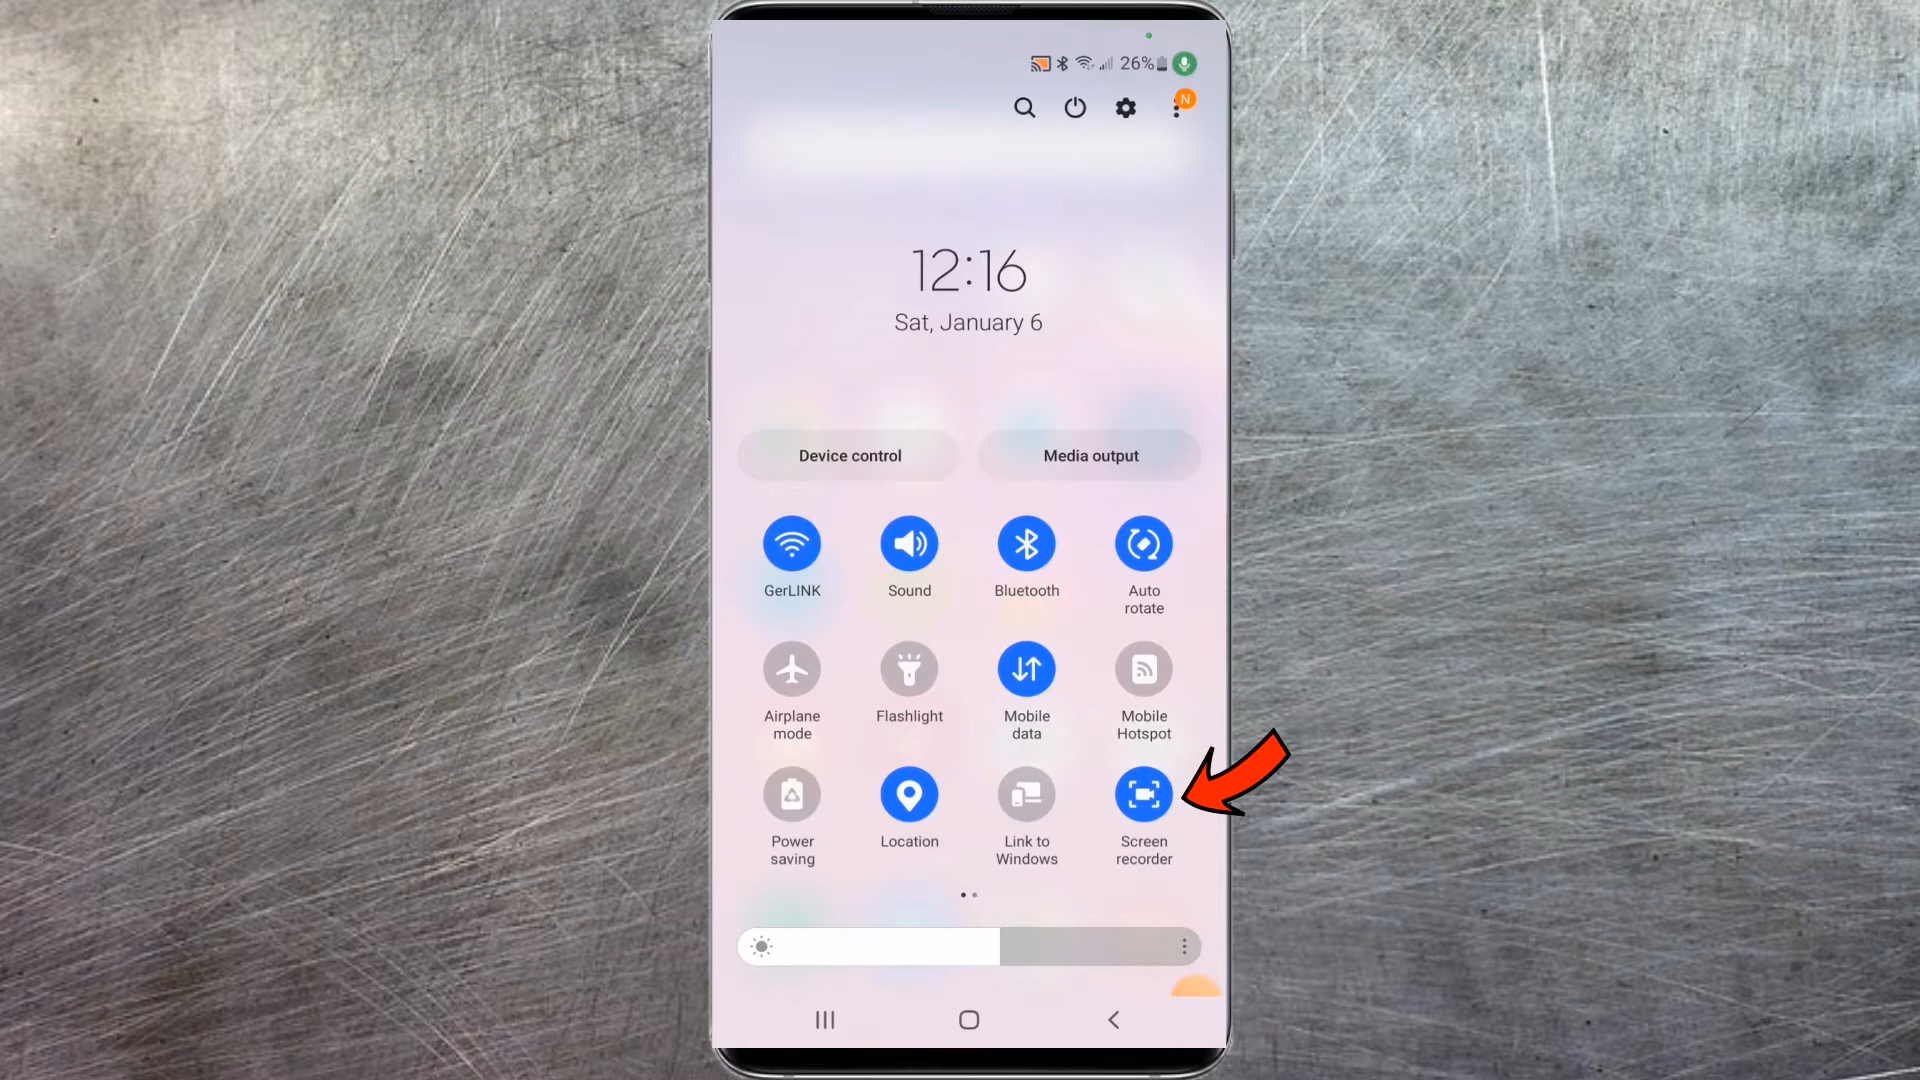 26%
N
12:16
Sat, January 6
Device control
Media output
GerLINK
Sound
Bluetooth
Auto
rotate
Airplane
mode
Flashlight
Mobile
data
Mobile
Hotspot
Power
saving
Location
Link to
Windows
Screen
recorder